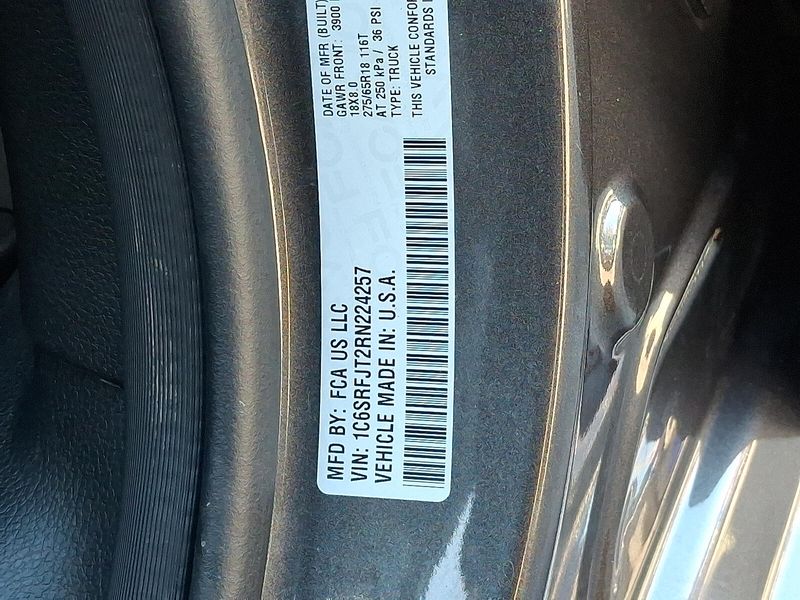 MFD BY: FCA US LLC
VIN: 1C6SRFJT2RN224257
VEHICLE MADE IN: U.S.A.
DATE OF MFR (BUILT)
GAWR FRONT: 3900
18X8.0
275/65R18 116T
AT 250 kPa / 36 PSI
TYPE: TRUCK
THIS VEHICLE
STANDARDS